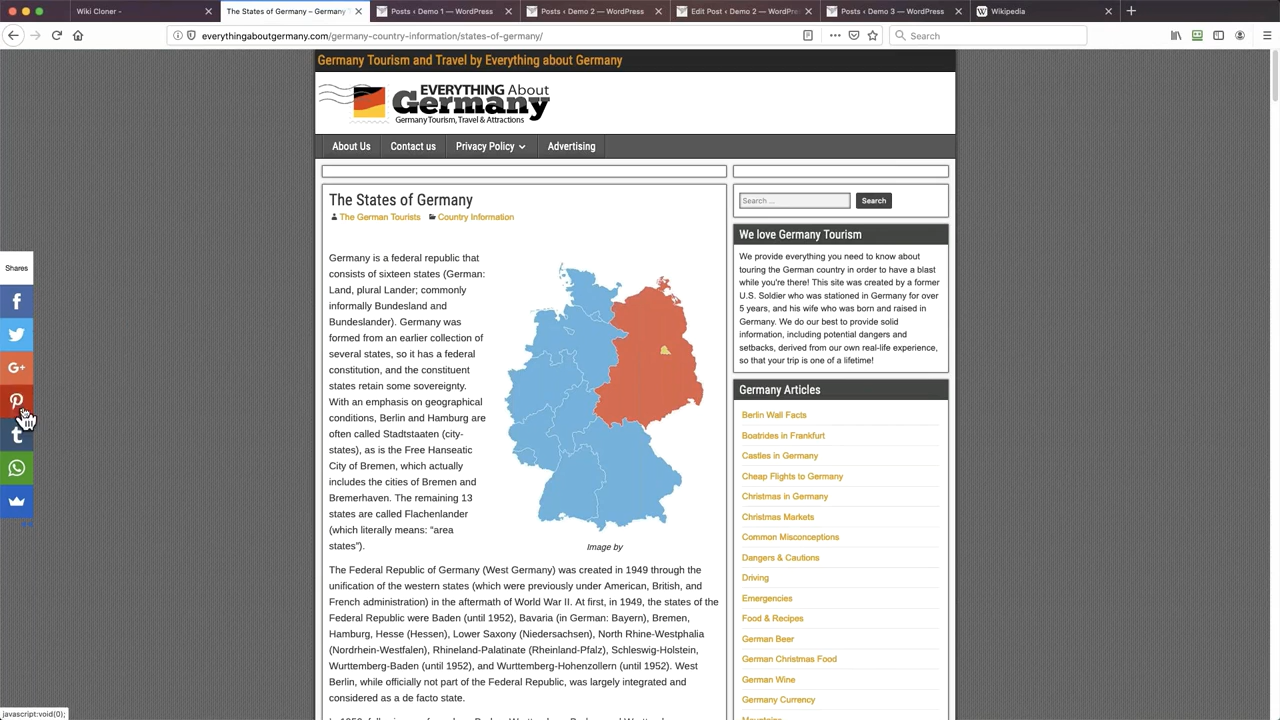 Wiki Cloner -
The States of Germany – Germany
Posts ‹ Demo 1 — WordPress
Posts ‹ Demo 2 — WordPress
Edit Post ‹ Demo 2 — WordPress
Posts ‹ Demo 3 — WordPress
Wikipedia
everythingaboutgermany.com/germany-country-information/states-of-germany/
Search
Germany Tourism and Travel by Everything about Germany
EVERYTHING About
Germany
Germany Tourism, Travel & Attractions
About Us
Contact us
Privacy Policy
Advertising
The States of Germany
The German Tourists
Country Information
Germany is a federal republic that
consists of sixteen states (German:
Land, plural Lander; commonly
informally Bundesland and
Bundeslander). Germany was
formed from an earlier collection of
several states, so it has a federal
constitution, and the constituent
states retain some sovereignty.
With an emphasis on geographical
conditions, Berlin and Hamburg are
often called Stadtstaaten (city-
states), as is the Free Hanseatic
City of Bremen, which actually
includes the cities of Bremen and
Bremerhaven. The remaining 13
states are called Flachenlander
(which literally means: “area
states”).
Image by
The Federal Republic of Germany (West Germany) was created in 1949 through the
unification of the western states (which were previously under American, British, and
French administration) in the aftermath of World War II. At first, in 1949, the states of the
Federal Republic were Baden (until 1952), Bavaria (in German: Bayern), Bremen,
Hamburg, Hesse (Hessen), Lower Saxony (Niedersachsen), North Rhine-Westphalia
(Nordrhein-Westfalen), Rhineland-Palatinate (Rheinland-Pfalz), Schleswig-Holstein,
Wurttemberg-Baden (until 1952), and Wurttemberg-Hohenzollern (until 1952). West
Berlin, while officially not part of the Federal Republic, was largely integrated and
considered as a de facto state.
Search ...
Search
We love Germany Tourism
We provide everything you need to know about
touring the German country in order to have a blast
while you're there! This site was created by a former
U.S. Soldier who was stationed in Germany for over
5 years, and his wife who was born and raised in
Germany. We do our best to provide solid
information, including potential dangers and
setbacks, derived from our own real-life experience,
so that your trip is one of a lifetime!
Germany Articles
Berlin Wall Facts
Boatrides in Frankfurt
Castles in Germany
Cheap Flights to Germany
Christmas in Germany
Christmas Markets
Common Misconceptions
Dangers & Cautions
Driving
Emergencies
Food & Recipes
German Beer
German Christmas Food
German Wine
Germany Currency
Shares
f
G+
t
javascript:void(0);